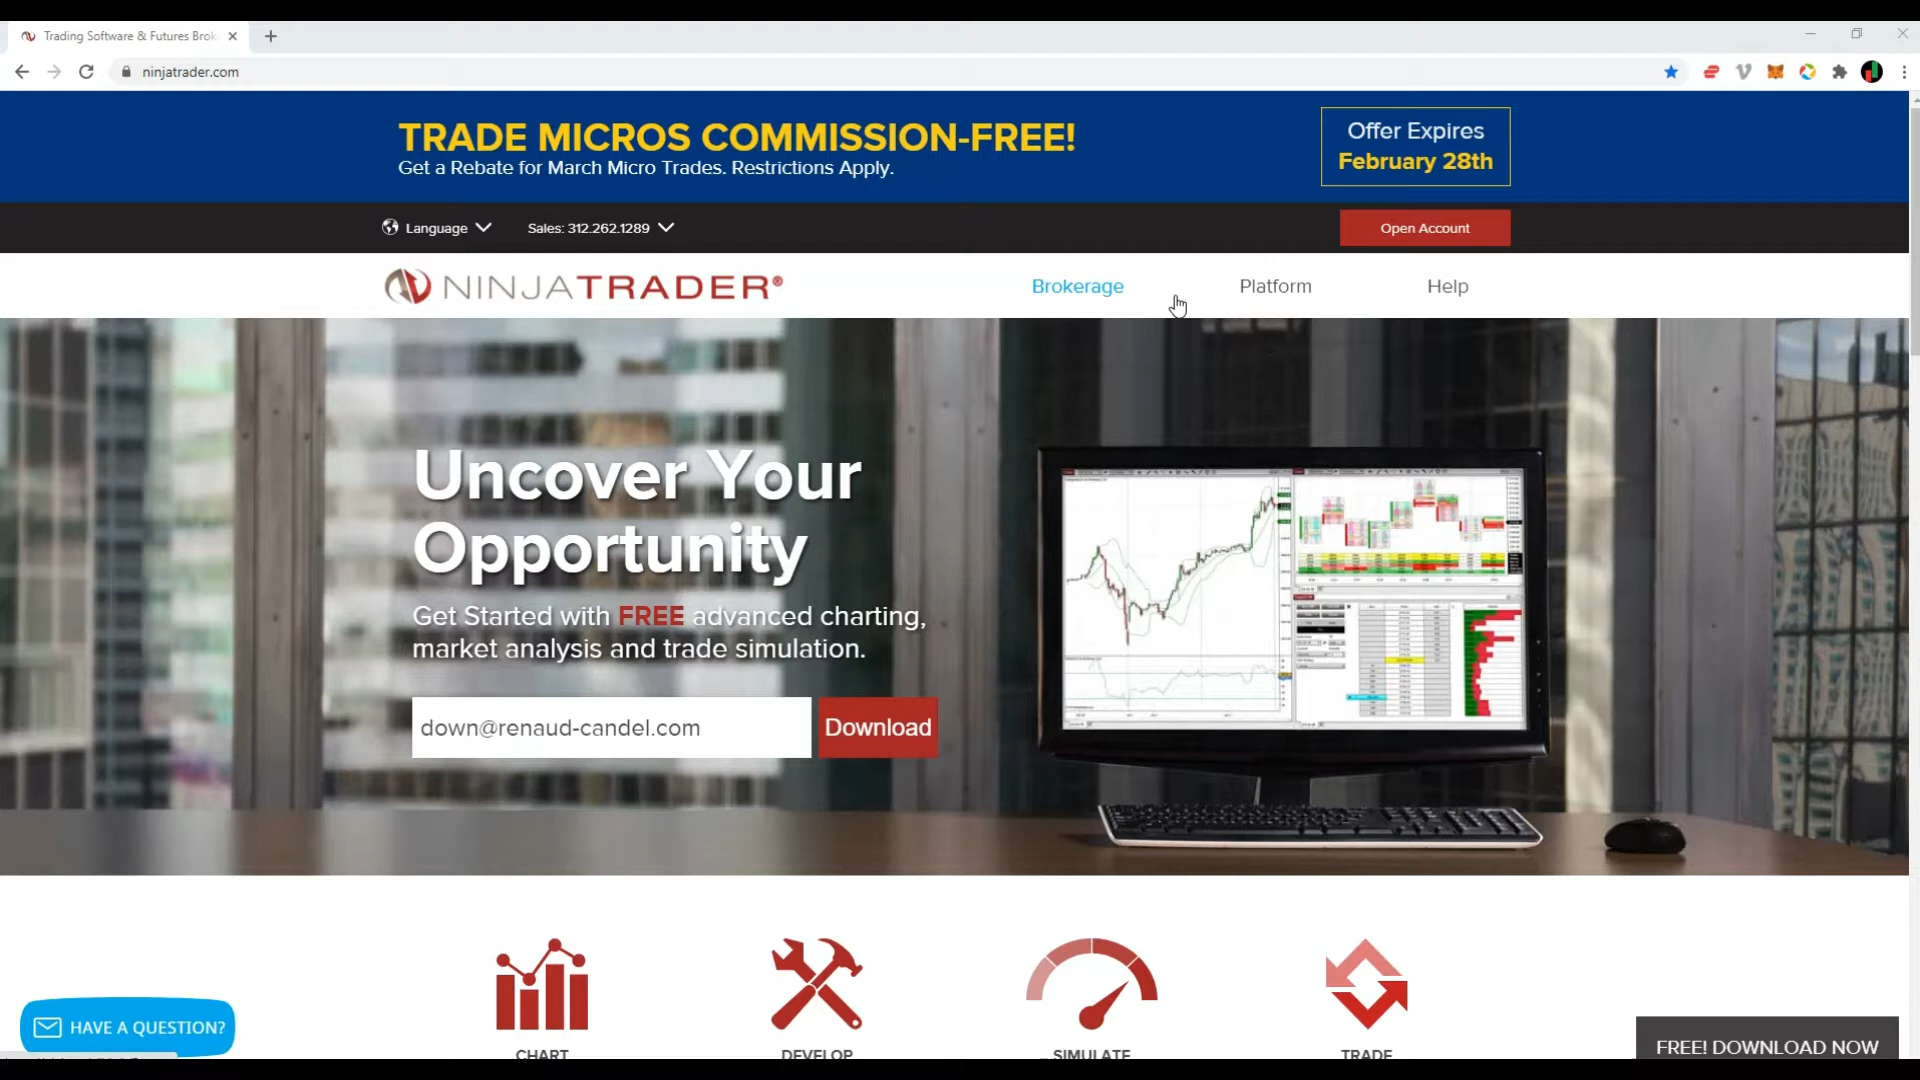 Trading Software & Futures Brok
ninjatrader.com
TRADE MICROS COMMISSION-FREE!
Get a Rebate for March Micro Trades. Restrictions Apply.
Offer Expires
February 28th
Language
Sales: 312.262.1289
Open Account
NINJATRADER®
Brokerage
Platform
Help
Uncover Your
Opportunity
Get Started with FREE advanced charting,
market analysis and trade simulation.
down@renaud-candel.com
Download
HAVE A QUESTION?
CHART
DEVELOP
SIMULATE
TRADE
FREE! DOWNLOAD NOW